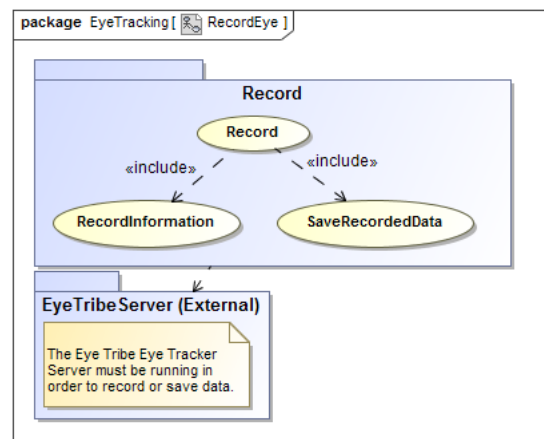 package EyeTracking [ RecordEye ]
Record
Record
«include»
«include»
RecordInformation
SaveRecordedData
EyeTribeServer (External)
The Eye Tribe Eye Tracker
Server must be running in
order to record or save data.